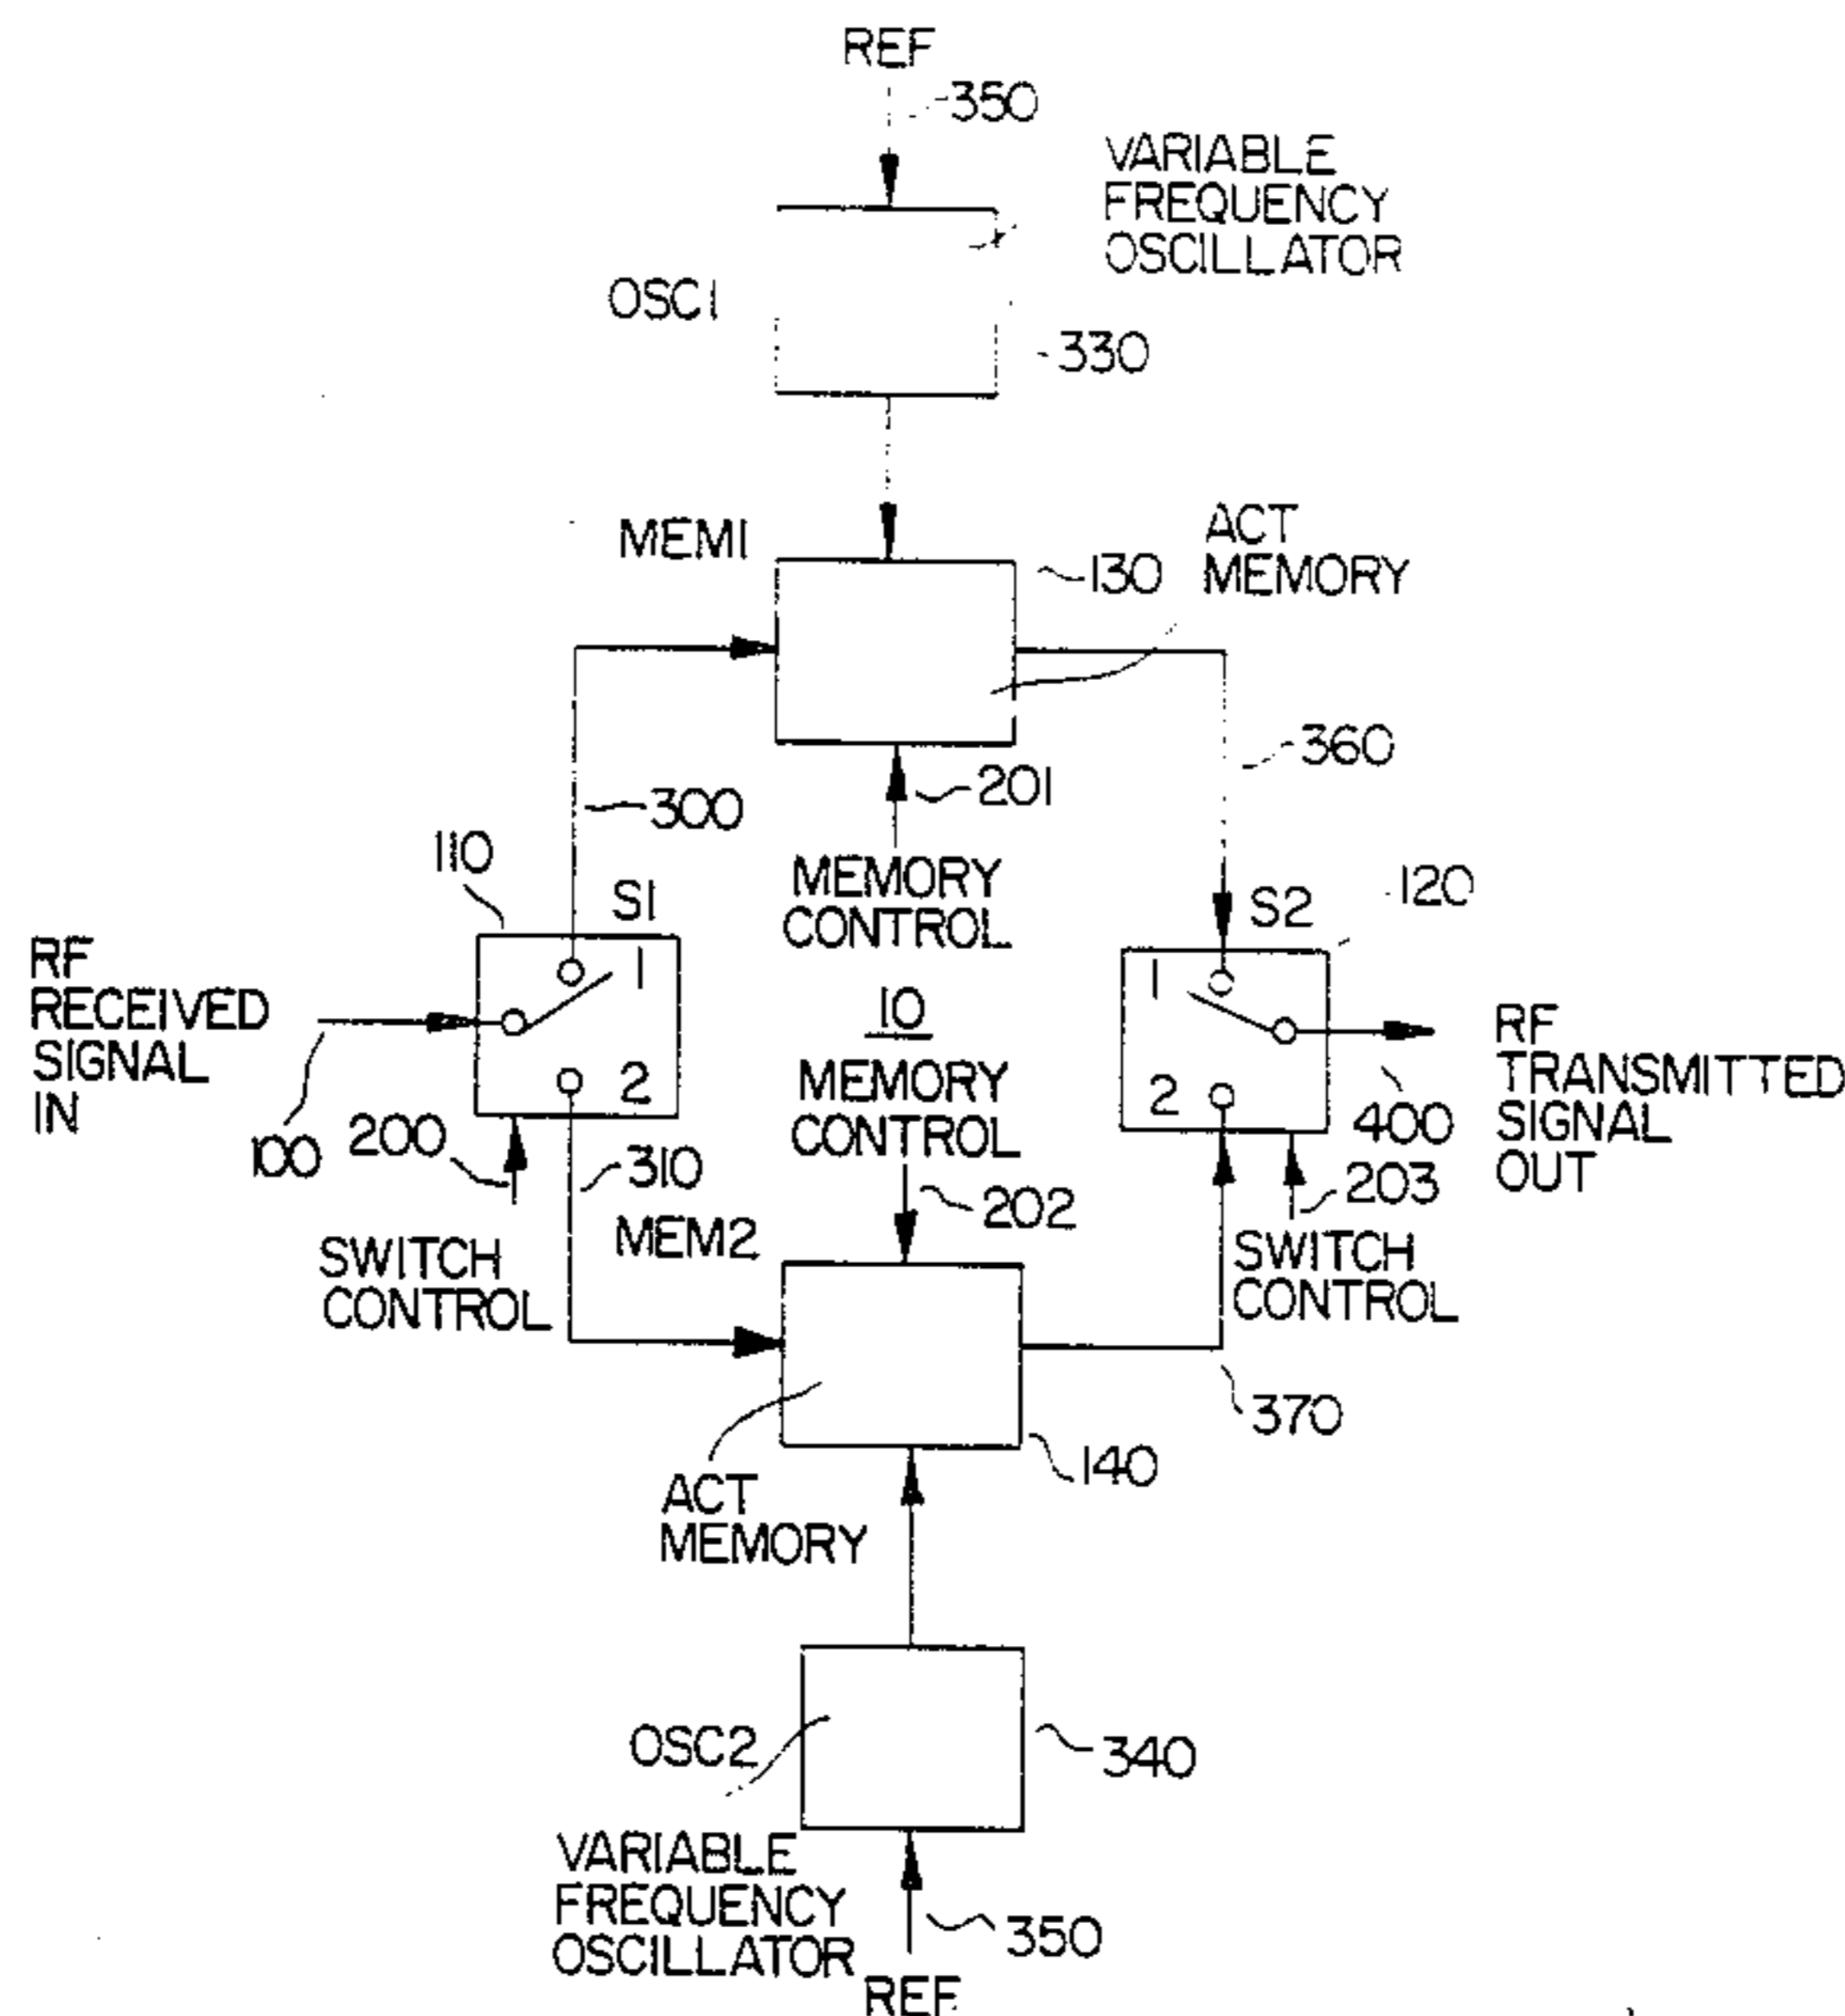 REF
350
VARIABLE
FREQUENCY
OSCILLATOR
OSC1
330
MEM1
130
ACT
MEMORY
360
201
300
MEMORY
CONTROL
110
S1
S2
120
RF
RECEIVED
SIGNAL
IN
1
2
10
MEMORY
CONTROL
1
2
RF
TRANSMITTED
SIGNAL
OUT
100
200
310
400
203
202
MEM2
SWITCH
CONTROL
SWITCH
CONTROL
370
140
ACT
MEMORY
OSC2
340
VARIABLE
FREQUENCY
OSCILLATOR
350
REF